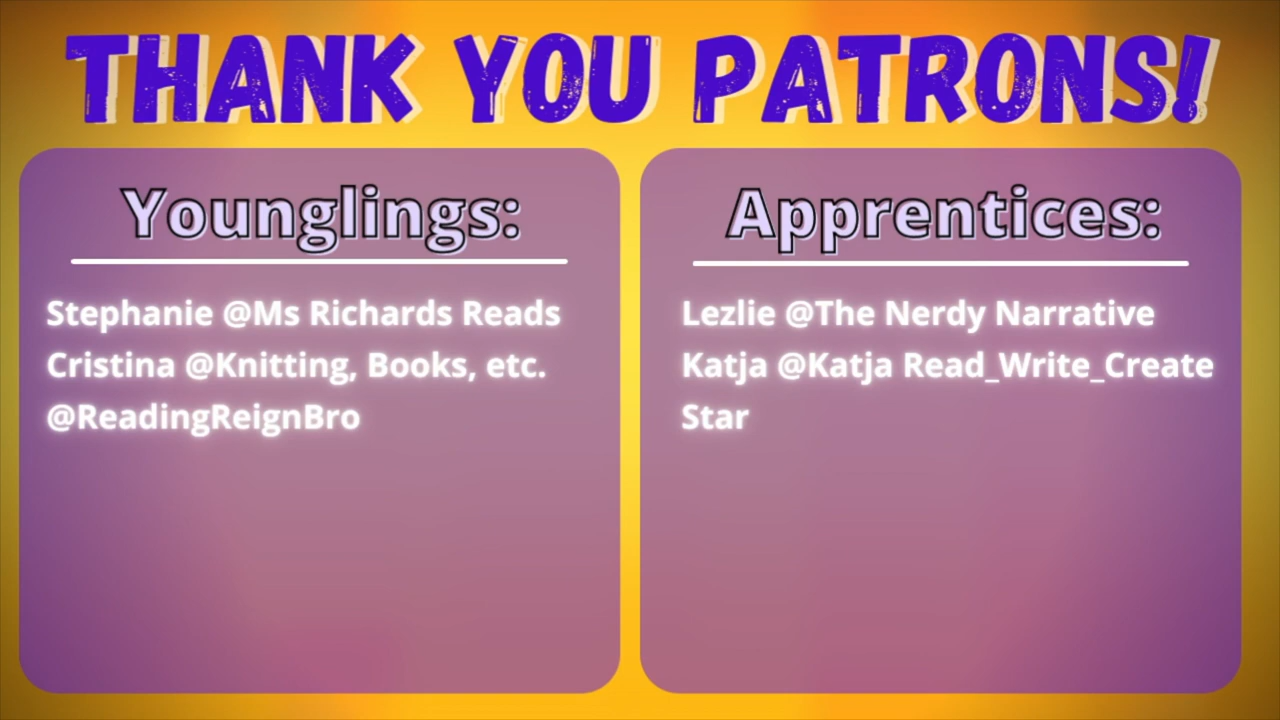 THANK YOU PATRONS!
Younglings:
Stephanie @Ms Richards Reads
Cristina @Knitting, Books, etc.
@ReadingReignBro
Apprentices:
Lezlie @The Nerdy Narrative
Katja @Katja Read_Write_Create
Star